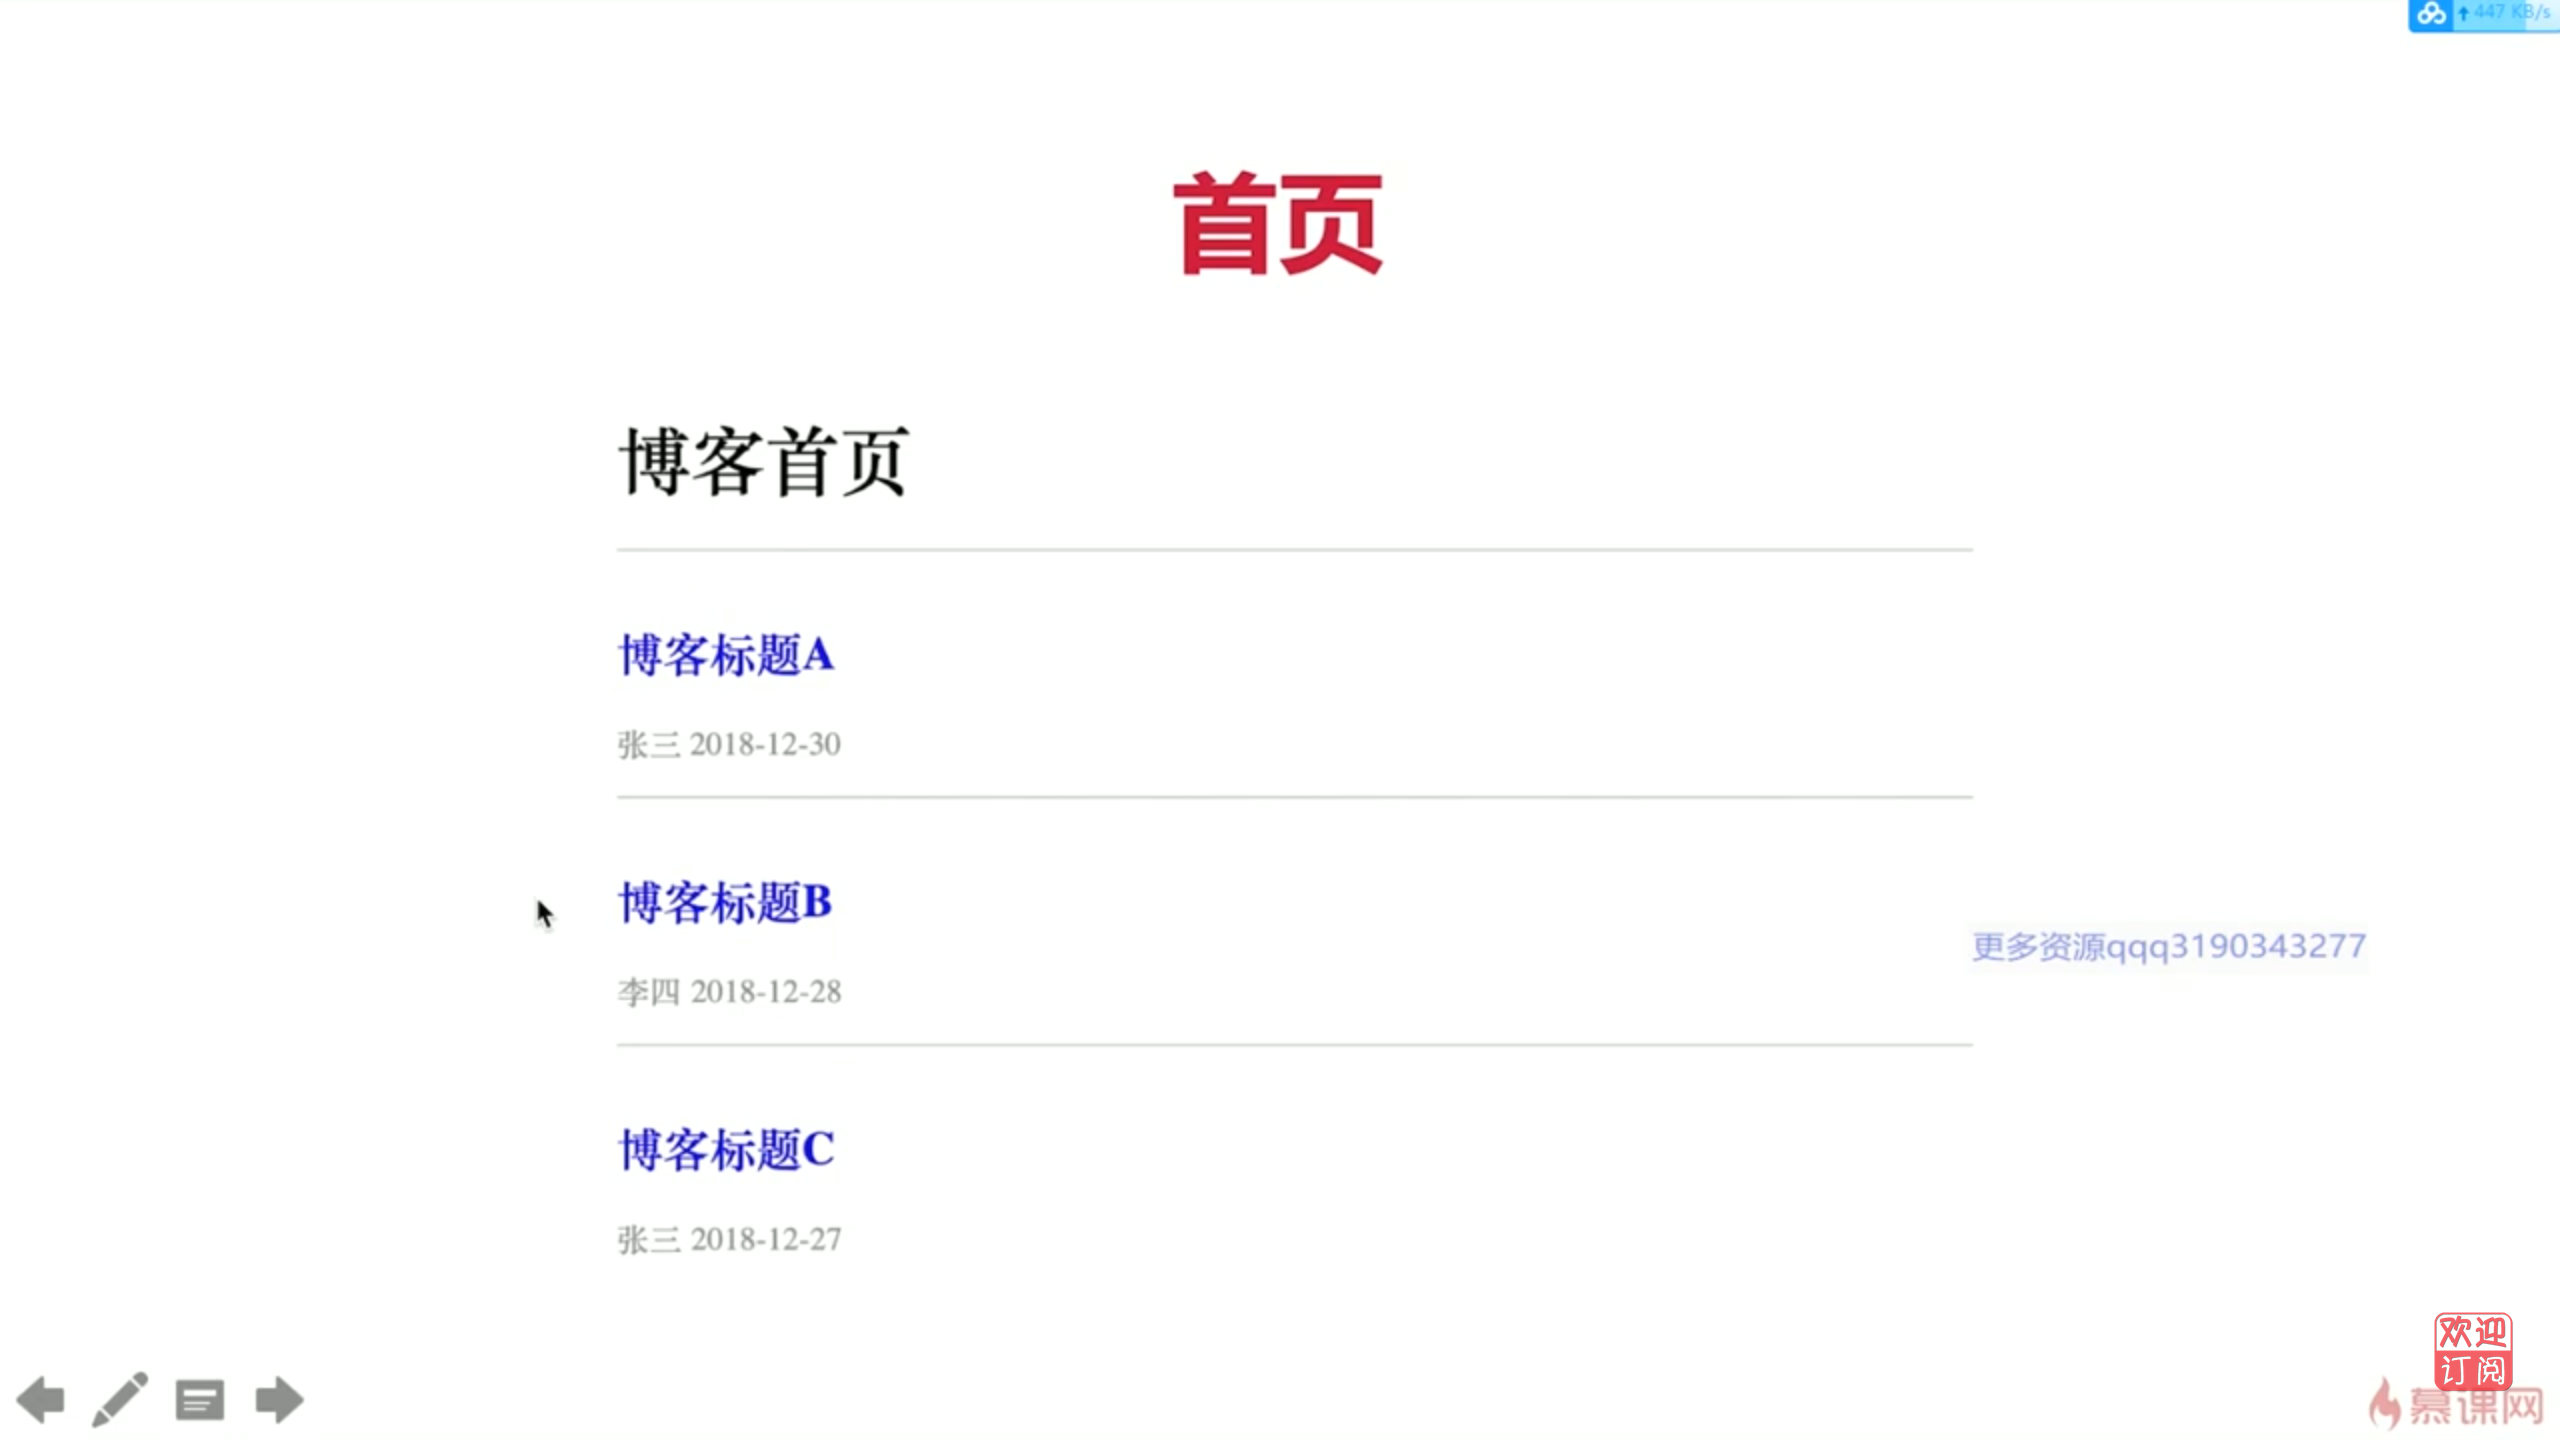 447 KB/s
首页
博客首页
博客标题A
张三 2018-12-30
博客标题B
李四 2018-12-28
更多资源qqq3190343277
博客标题C
张三 2018-12-27
欢迎
订阅
慕课网